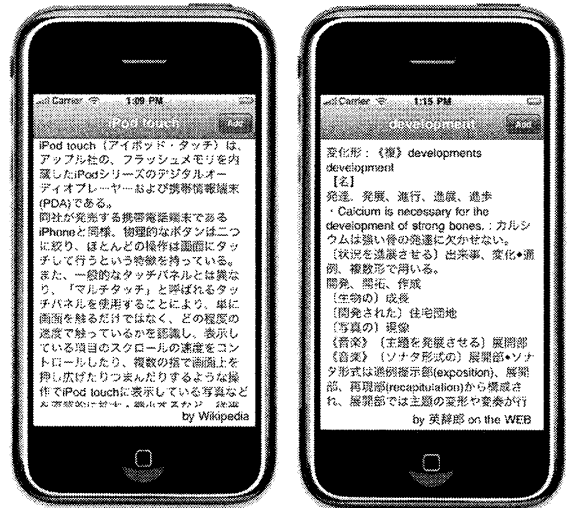 Carrier 1:09 PM
iPod touch Add
iPod touch（アイポッド・タッチ）は、
アップル社の、フラッシュメモリを内
蔵したiPodシリーズのデジタルオー
ディオプレーヤーおよび携帯情報端末
(PDA)である。
同社が発売する携帯電話端末である
iPhoneと同様、物理的なボタンは二つ
に絞り、ほとんどの操作は画面にタッ
チして行うという特徴を持っている。
また、一般的なタッチパネルとは異な
り、「マルチタッチ」と呼ばれるタッ
チパネルを使用することにより、単に
画面を触るだけではなく、どの程度の
速度で触っているかを認識し、表示し
ている項目のスクロールの速度をコン
トロールしたり、複数の指で画面上を
押し広げたりつまんだりするような操
作でiPod touchに表示している写真など
by Wikipedia
Carrier 1:15 PM
development Add
変化形：《複》developments
development
【名】
発達、発展、進行、進展、進歩
・Calcium is necessary for the
development of strong bones.：カルシ
ウムは強い骨の発達に欠かせない。
〔状況を進展させる〕出来事、変化◆通
例、複数形で用いる。
開発、開拓、作成
〔生物の〕成長
〔開発された〕住宅団地
〔写真の〕現像
《音楽》〔主題を発展させる〕展開部
《音楽》〔ソナタ形式の〕展開部◆ソナ
タ形式は通例提示部(exposition)、展開
部、再現部(recapitulation)から構成さ
れ、展開部では主題の変形や変奏が行
by 英辞郎 on the WEB